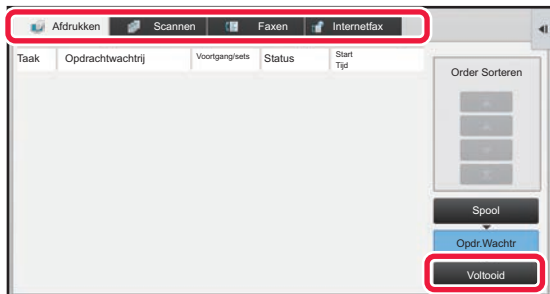 Afdrukken Scannen Faxen Internetfax
Taak Opdrachtwachtrij Voortgang/sets Status Start
Tijd
Order Sorteren
Spool
Opdr.Wachtr
Voltooid